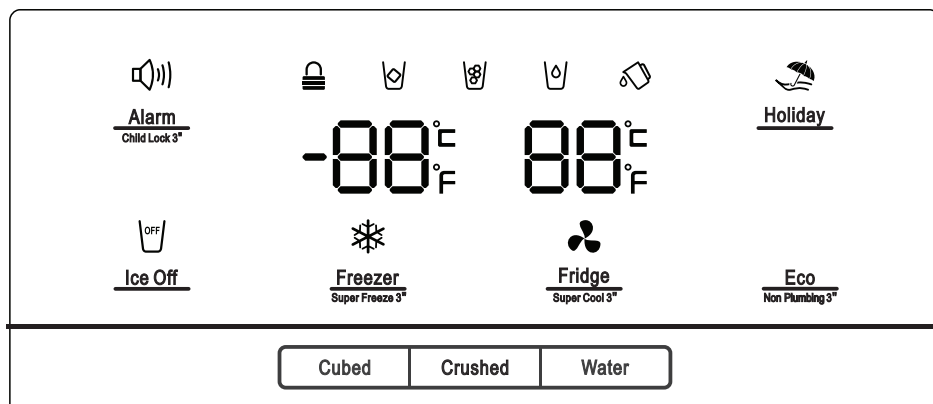 Alarm
Child Lock 3"
-88 °C °F
88 °C °F
Holiday
OFF
Ice Off
Freezer
Super Freeze 3"
Fridge
Super Cool 3"
Eco
Non Plumbing 3"
Cubed
Crushed
Water